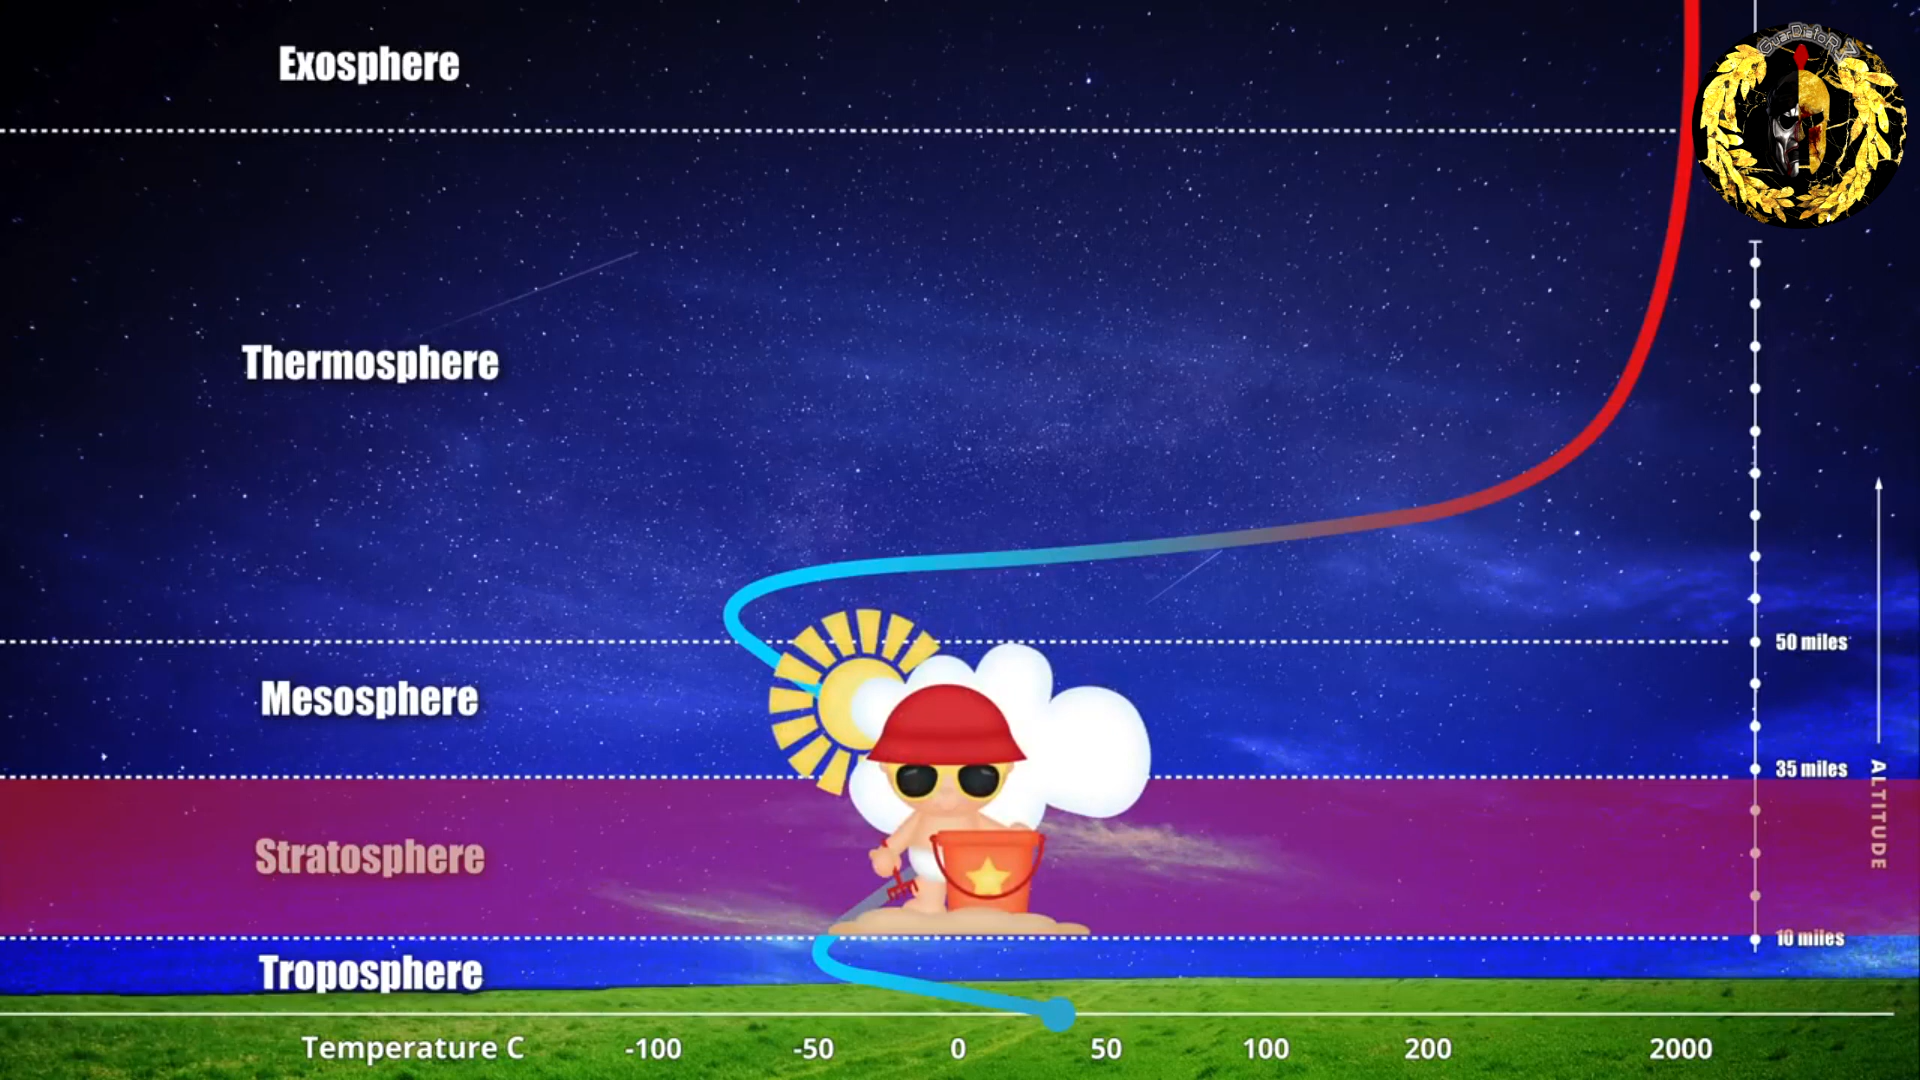 Exosphere
Thermosphere
50 miles
Mesosphere
35 miles
ALTITUDE
Stratosphere
10 miles
Troposphere
Temperature C -100 -50 0 50 100 200 2000